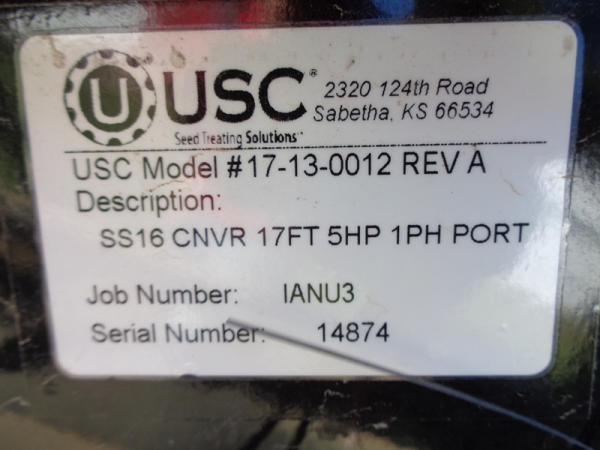 U USC® 2320 124th Road
Sabetha, KS 66534
Seed Treating Solutions™
USC Model #17-13-0012 REV A
Description:
SS16 CNVR 17FT 5HP 1PH PORT
Job Number: IANU3
Serial Number: 14874